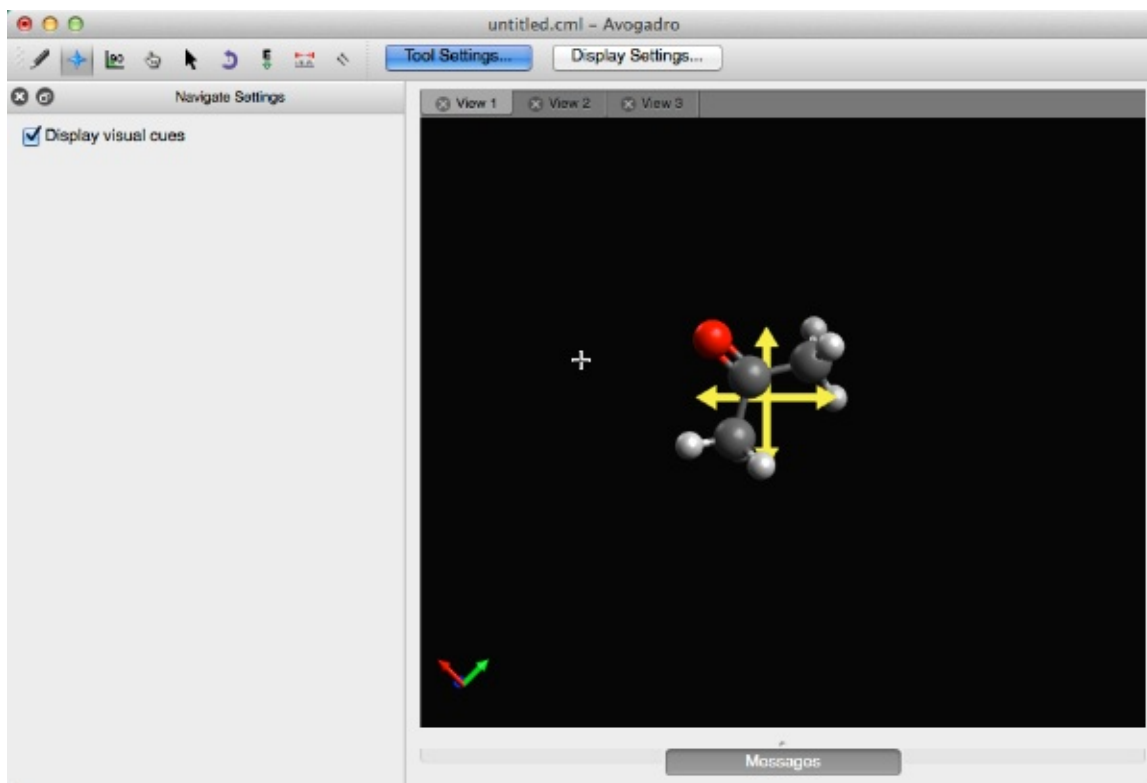 untitled.cml – Avogadro
Tool Settings... Display Settings...
Navigate Settings
View 1 View 2 View 3
Display visual cues
Messages